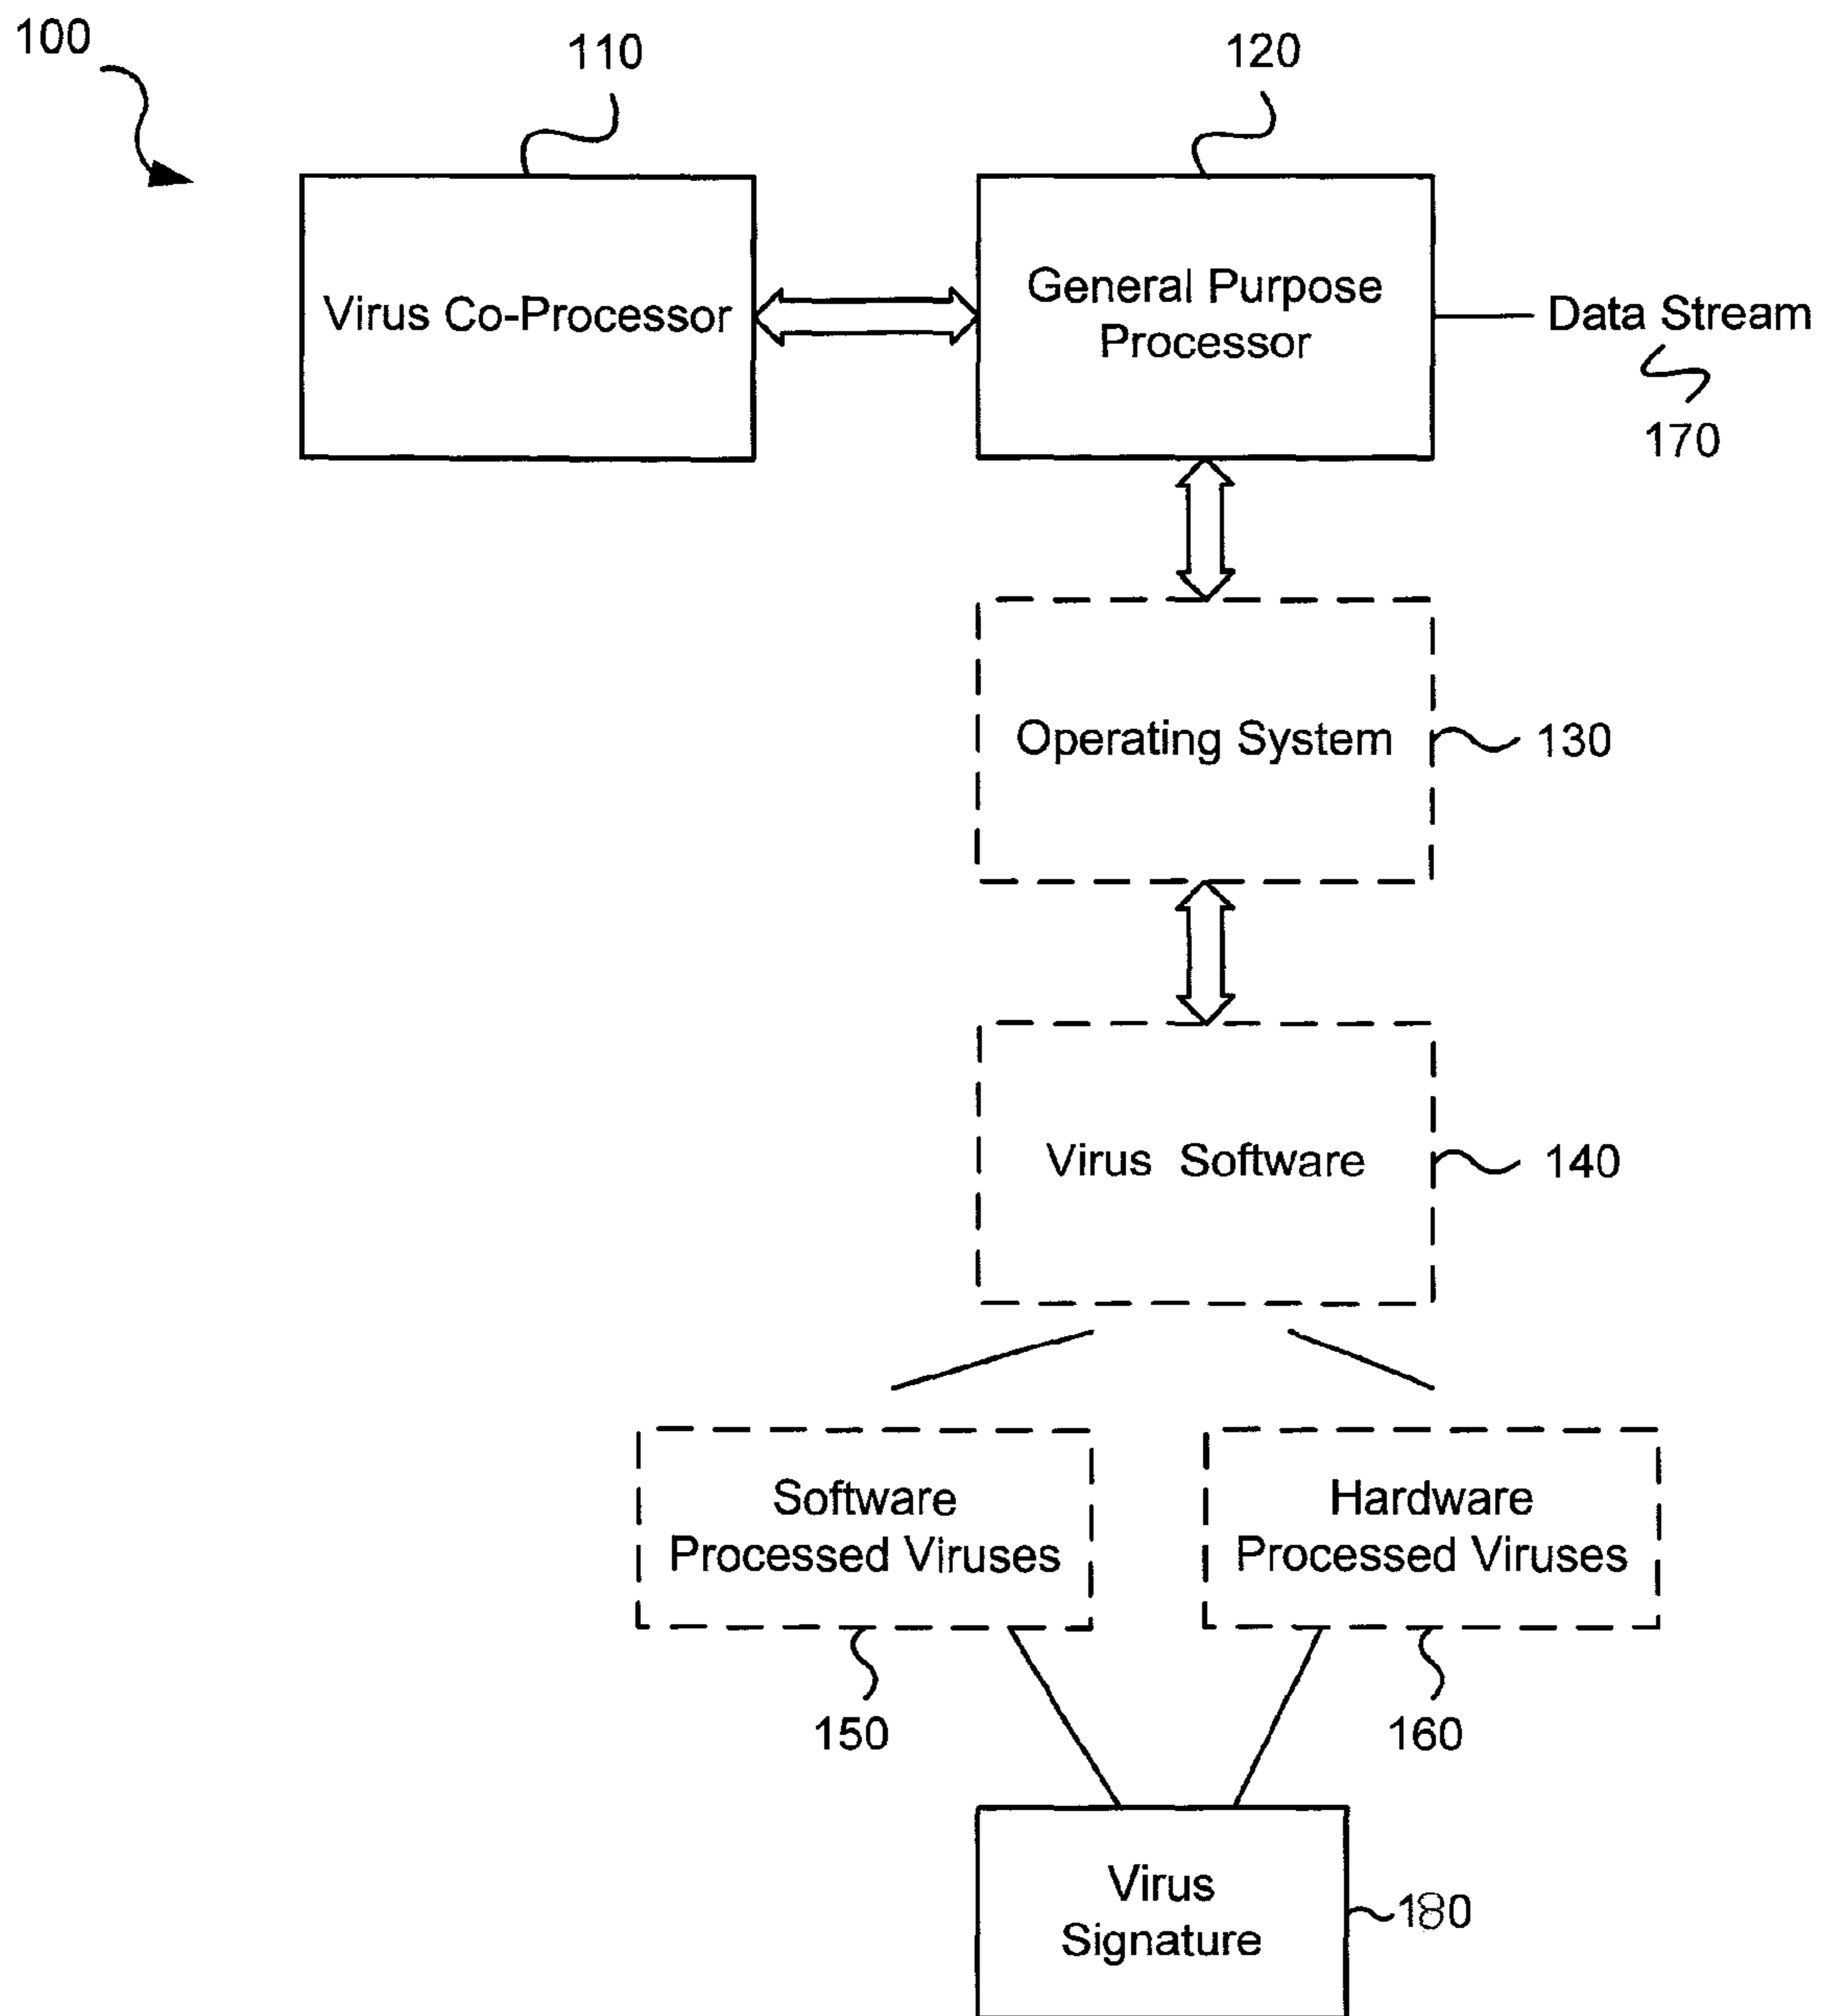 100
110
120
Virus Co-Processor
General Purpose
Processor
Data Stream
170
Operating System
130
Virus Software
140
Software
Processed Viruses
Hardware
Processed Viruses
150
160
Virus
Signature
180